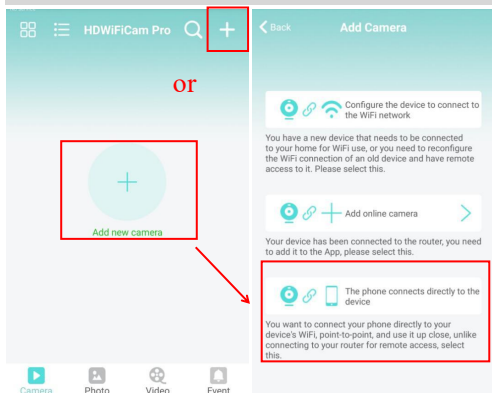 HDWiFiCam Pro
or
Add new camera
Camera
Photo
Video
Event
Back
Add Camera
Configure the device to connect to
the WiFi network
You have a new device that needs to be connected
to your home for WiFi use, or you need to reconfigure
the WiFi connection of an old device and have remote
access to it. Please select this.
Add online camera
Your device has been connected to the router, you need
to add it to the App, please select this.
The phone connects directly to the
device
You want to connect your phone directly to your
device's WiFi, point-to-point, and use it up close, unlike
connecting to your router for remote access, select
this.